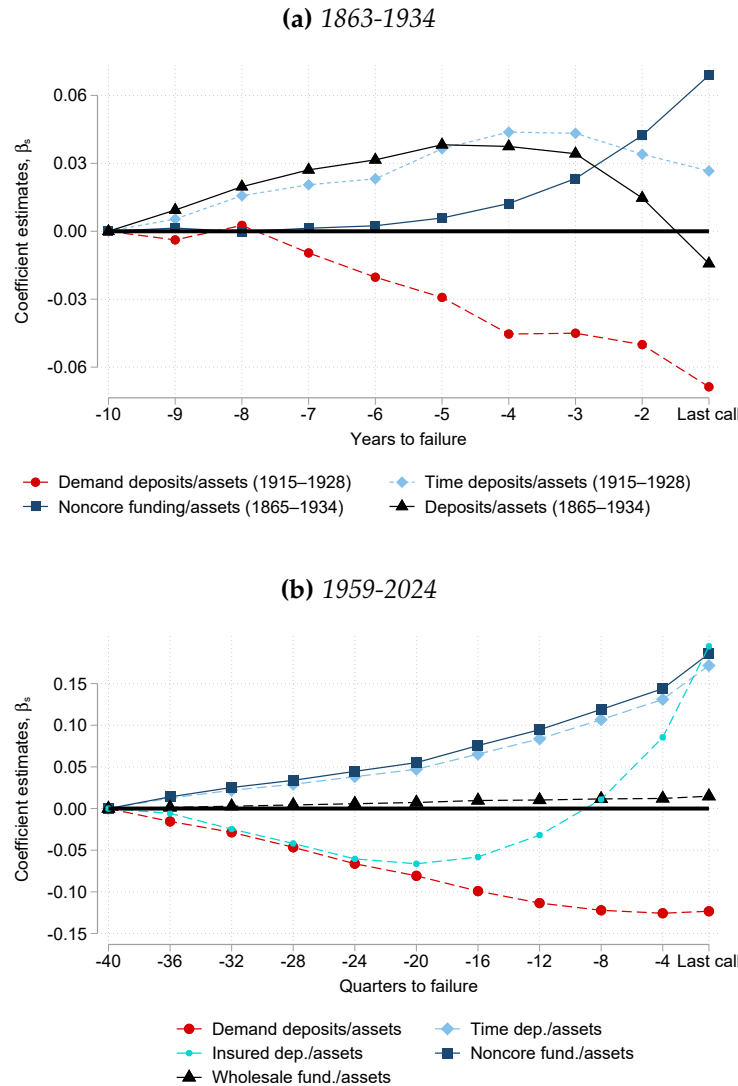 (a) 1863-1934
Coefficient estimates, βs
0.06
0.03
0.00
-0.03
-0.06
-10 -9 -8 -7 -6 -5 -4 -3 -2 Last call
Years to failure
Demand deposits/assets (1915–1928) Time deposits/assets (1915–1928)
Noncore funding/assets (1865–1934) Deposits/assets (1865–1934)
(b) 1959-2024
Coefficient estimates, βs
0.15
0.10
0.05
0.00
-0.05
-0.10
-0.15
-40 -36 -32 -28 -24 -20 -16 -12 -8 -4 Last call
Quarters to failure
Demand deposits/assets Time dep./assets
Insured dep./assets Noncore fund./assets
Wholesale fund./assets